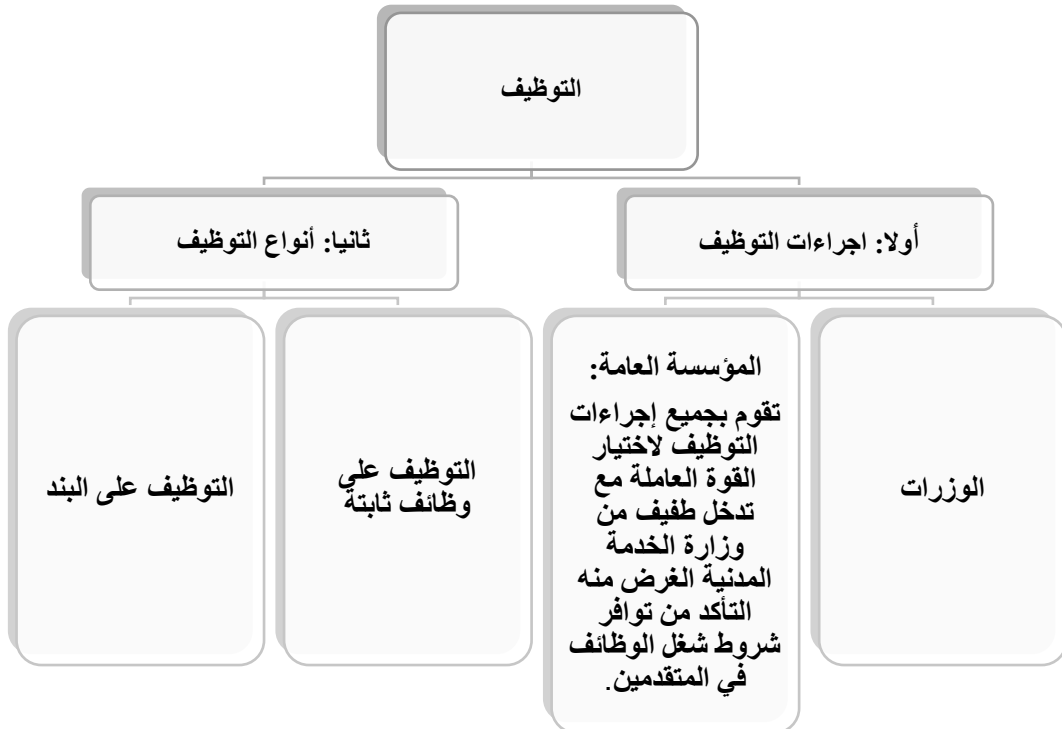 التوظيف
أولا: اجراءات التوظيف
ثانيا: أنواع التوظيف
الوزرات
المؤسسة العامة:
تقوم بجميع إجراءات
التوظيف لاختيار
القوة العاملة مع
تدخل طفيف من
وزارة الخدمة
المدنية الغرض منه
التأكد من توافر
شروط شغل الوظائف
في المتقدمين.
التوظيف على
وظائف ثابتة
التوظيف على البند